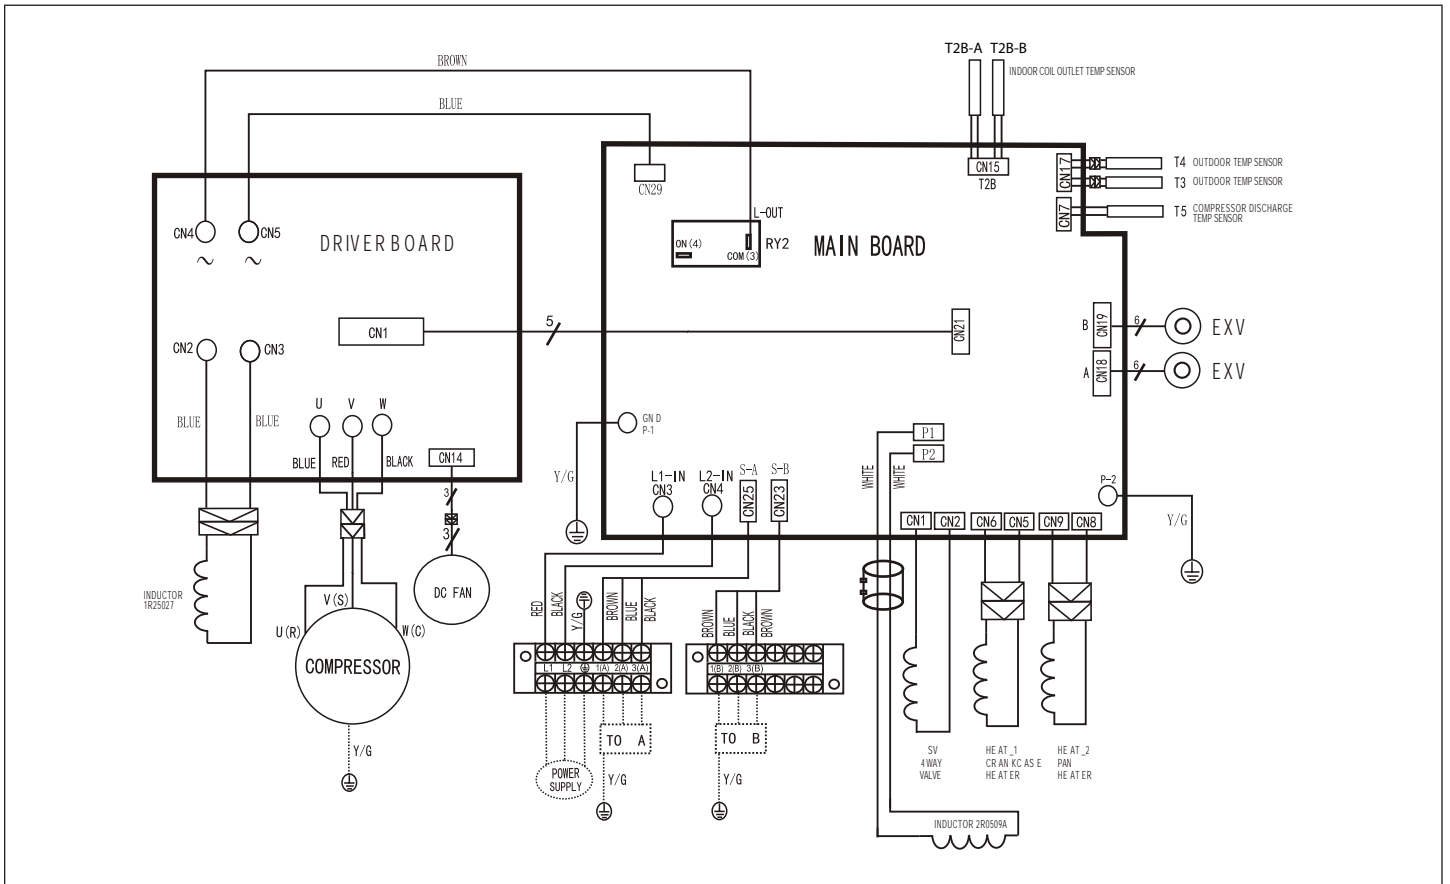 T2B-A T2B-B
INDOOR COIL OUTLET TEMP SENSOR
BROWN
BLUE
CN29
CN15
T2B
CN17
T4 OUTDOOR TEMP SENSOR
T3 OUTDOOR TEMP SENSOR
CN7
T5 COMPRESSOR DISCHARGE
TEMP SENSOR
CN4
CN5
DRIVER BOARD
L-OUT
ON(4)
COM(3)
RY2
MAIN BOARD
CN1
5
CN21
B
CN19
6
EXV
A
CN18
6
EXV
CN2
CN3
BLUE
BLUE
U V W
BLUE
RED
BLACK
CN14
3
3
DC FAN
GND
P-1
Y/G
L1-IN
CN3
L2-IN
CN4
S-A
CN25
S-B
CN23
P1
P2
WHITE
WHITE
P-2
Y/G
CN1 CN2 CN6 CN5 CN9 CN8
INDUCTOR
1R25027
V(S)
U(R)
W(C)
COMPRESSOR
Y/G
RED
BLACK
Y/G
BROWN
BLUE
BLACK
BROWN
BLUE
BLACK
BROWN
L1 L2 1(A) 2(A) 3(A)
1(B) 2(B) 3(B)
TO A
TO B
POWER
SUPPLY
Y/G
Y/G
SV
4WAY
VALVE
HEAT_1
CRANKCASE
HEATER
HEAT_2
PAN
HEATER
INDUCTOR 2R0509A